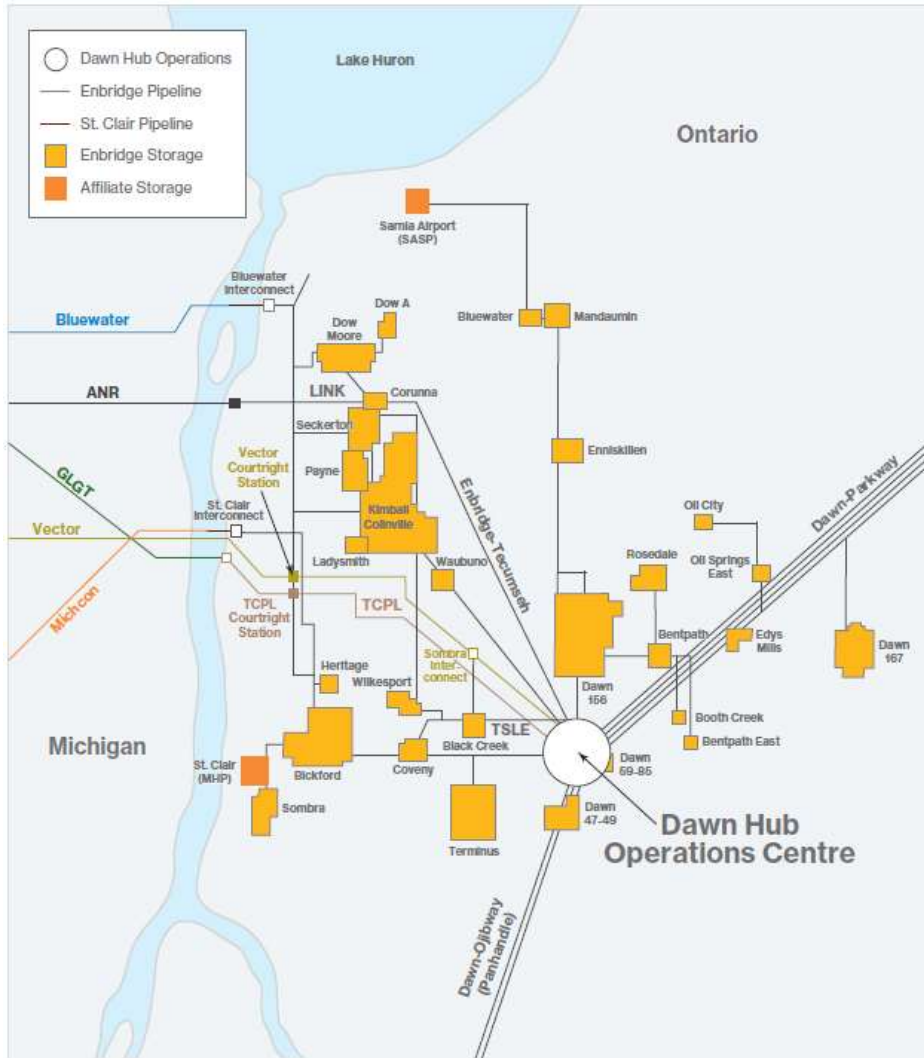 Dawn Hub Operations
Enbridge Pipeline
St. Clair Pipeline
Enbridge Storage
Affiliate Storage
Lake Huron
Ontario
Sarnia Airport
(SASP)
Bluewater
Interconnect
Dow A
Bluewater
Dow
Moore
Bluewater
Mandaumin
ANR
LINK
Corunna
Seckerton
Vector
Courtright
Station
Payne
Enniskillen
GLGT
St. Clair
Interconnect
Kimball
Colinville
Enbridge-Tecumseh
Dawn-Parkway
Oil City
Vector
Ladysmith
Waubuno
Rosedale
Oil Springs
East
Michcon
TCPL
Courtright
Station
TCPL
Sombra
Inter-
connect
Bentpath
Edys
Mills
Dawn
167
Heritage
Wilkesport
Dawn
156
Booth Creek
Michigan
TSLE
Black Creek
Bentpath East
St. Clair
(MHP)
Bickford
Coveny
Dawn
59-85
Sombra
Terminus
Dawn
47-49
Dawn Hub
Operations Centre
Dawn-Ojibway
(Panhandle)